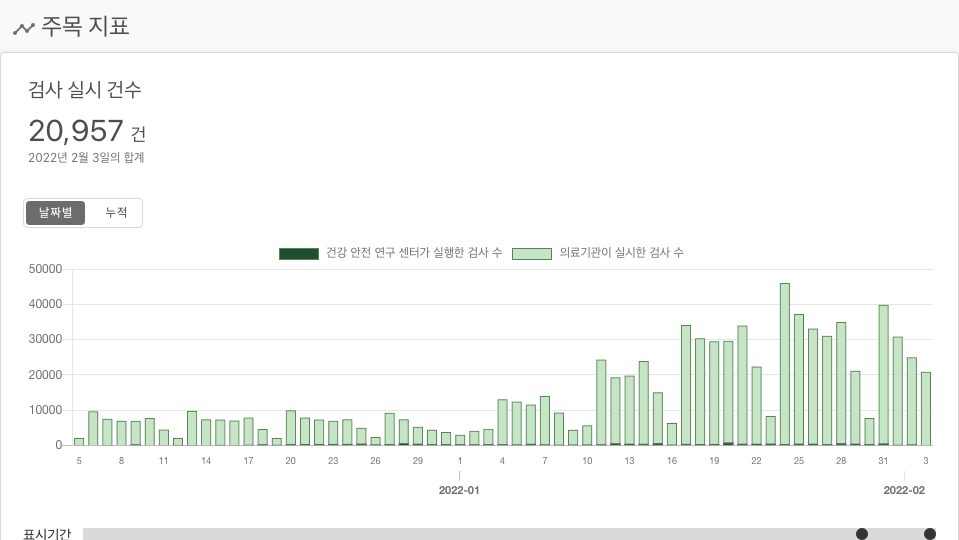 주목 지표
검사 실시 건수
20,957 건
2022년 2월 3일의 합계
날짜별 누적
건강 안전 연구 센터가 실행한 검사 수 의료기관이 실시한 검사 수
50000
40000
30000
20000
10000
0
5 8 11 14 17 20 23 26 29 1 4 7 10 13 16 19 22 25 28 31 3
2022-01 2022-02
표시기간